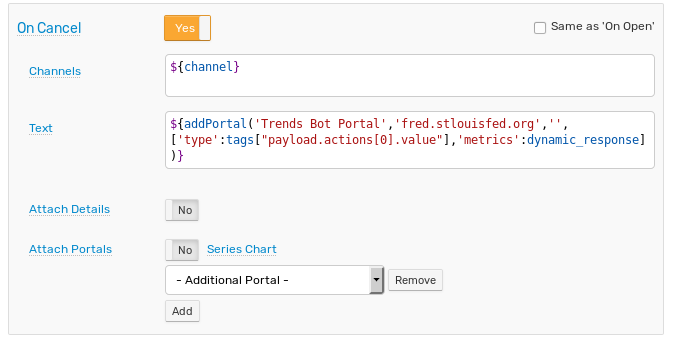 On Cancel Yes Same as 'On Open'
Channels ${channel}
Text ${addPortal('Trends Bot Portal','fred.stlouisfed.org','',
['type':tags["payload.actions[0].value"],'metrics':dynamic_response]
)}
Attach Details No
Attach Portals No Series Chart
- Additional Portal - Remove
Add